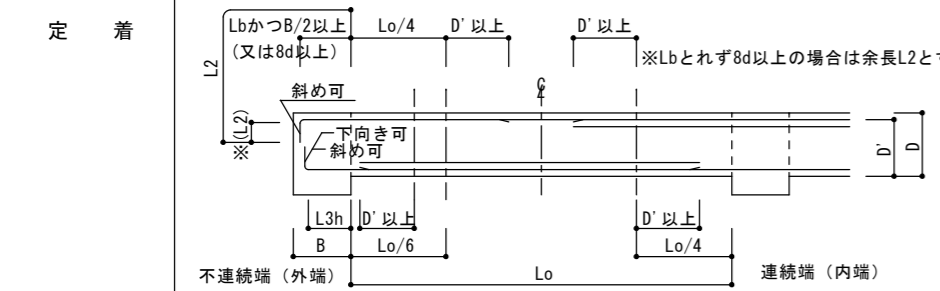 定　着
LbかつB/2以上
Lo/4
D'以上
D'以上
(又は8d以上)
※Lbとれず8d以上の場合は余長L2とす
L2
斜め可
※(L2)
下向き可
斜め可
D'
D
L3h
D'以上
D'以上
B
Lo/6
Lo/4
不連続端（外端）
Lo
連続端（内端）